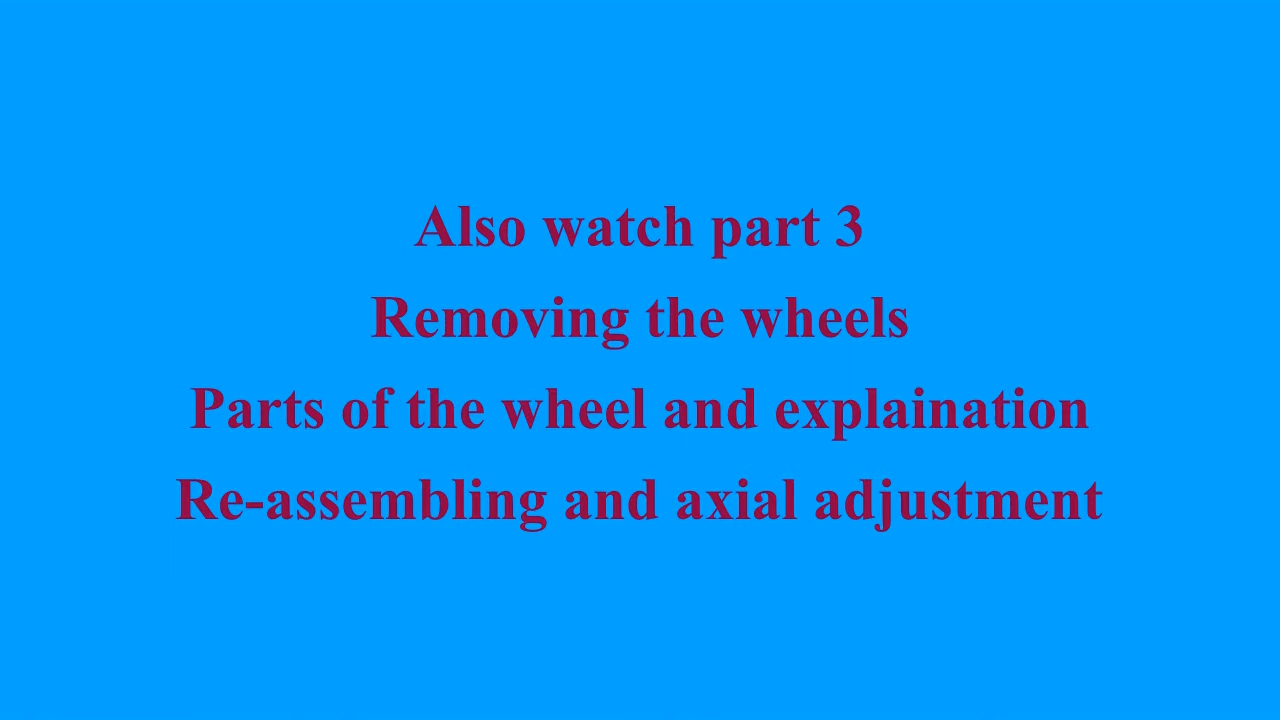 Also watch part 3
Removing the wheels
Parts of the wheel and explaination
Re-assembling and axial adjustment